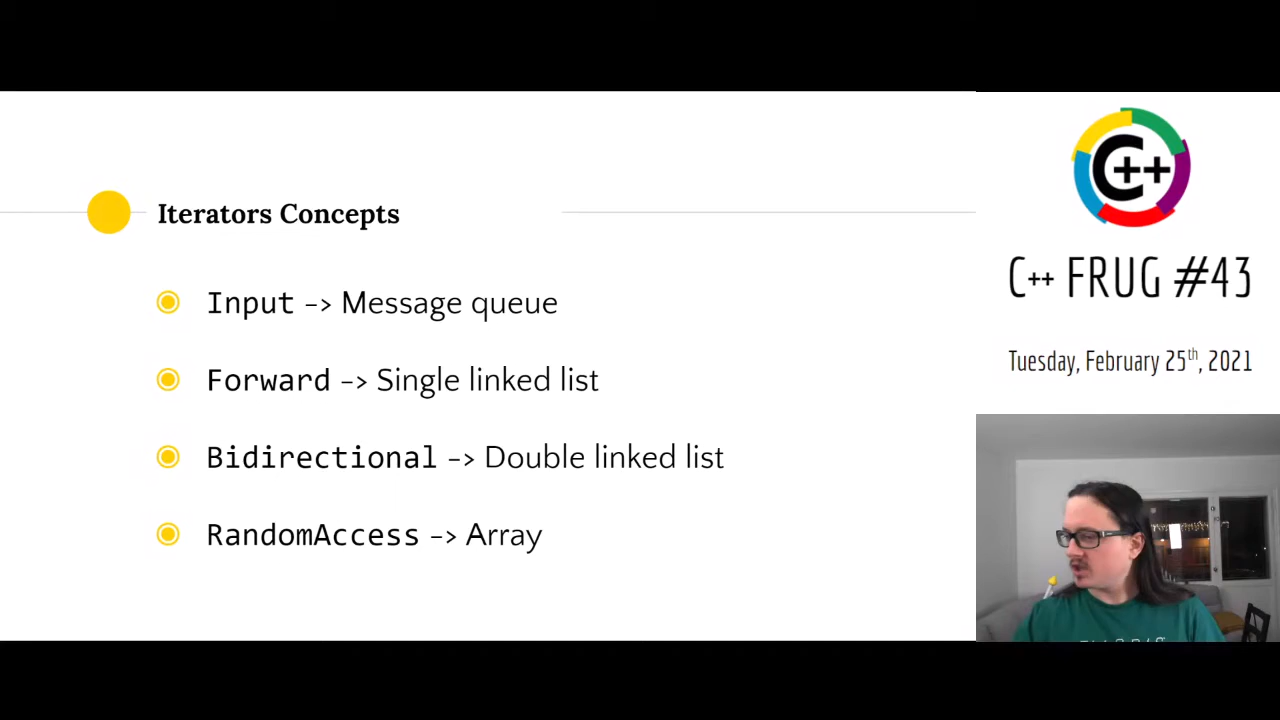 Iterators Concepts
Input -> Message queue
Forward -> Single linked list
Bidirectional -> Double linked list
RandomAccess -> Array
C++
C++ FRUG #43
Tuesday, February 25th, 2021